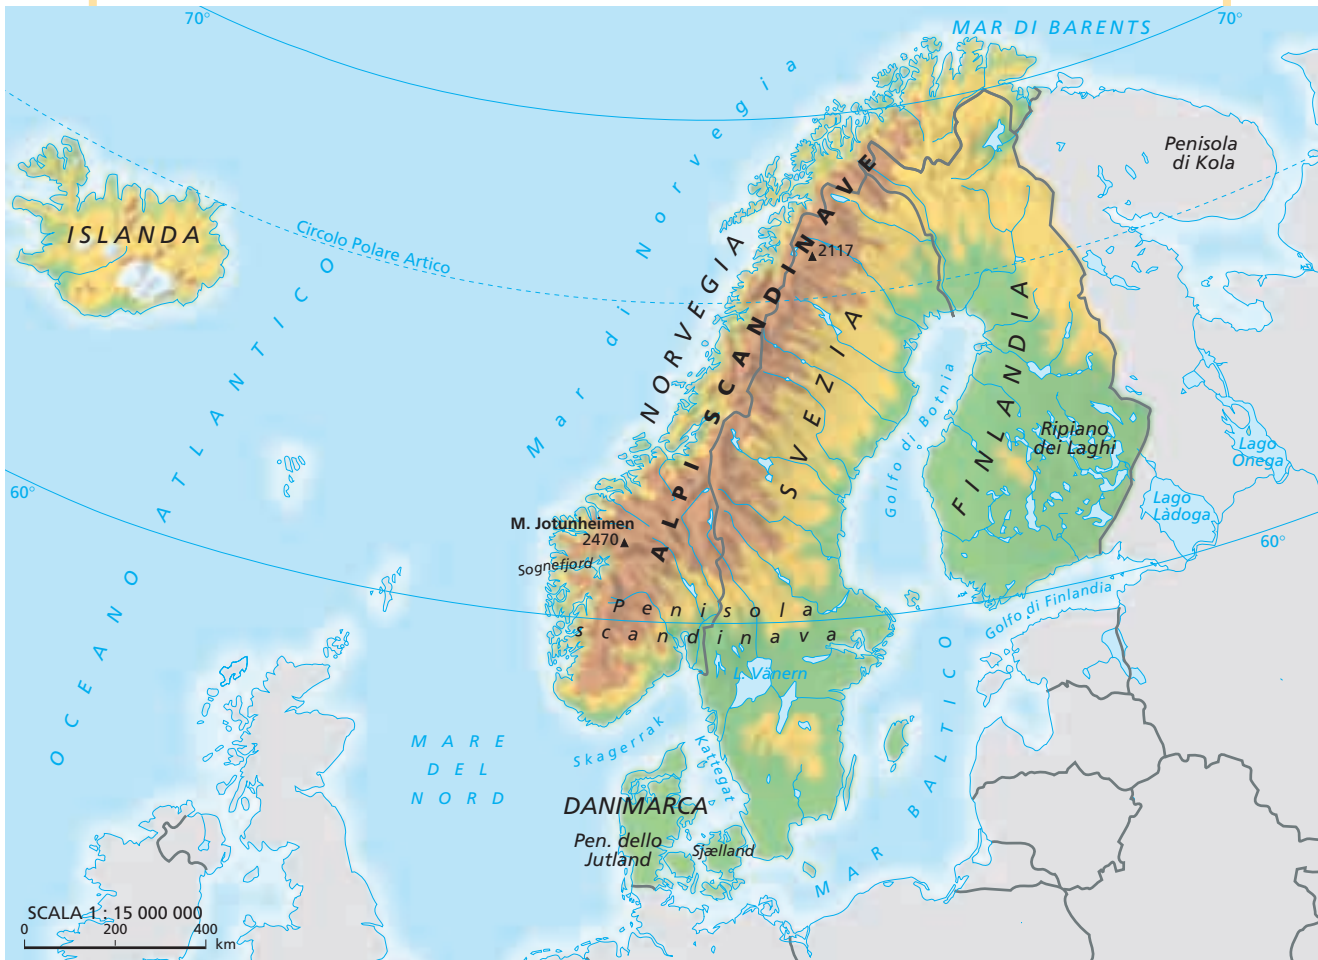 70°
70°
MAR DI BARENTS
Penisola
di Kola
ISLANDA
Circolo Polare Artico
OCEANO ATLANTICO
Mar di Norvegia
NORVEGIA
ALPI SCANDINAVE
2117
SVEZIA
FINLANDIA
Golfo di Botnia
Ripiano
dei Laghi
Lago
Onega
Lago
Làdoga
60°
60°
M. Jotunheimen
2470
Sognefjord
Penisola
scandinava
Golfo di Finlandia
L. Vänern
Skagerrak
Kattegat
MARE
DEL
NORD
MAR BALTICO
DANIMARCA
Pen. dello
Jutland
Sjælland
SCALA 1 : 15 000 000
0 200 400
km